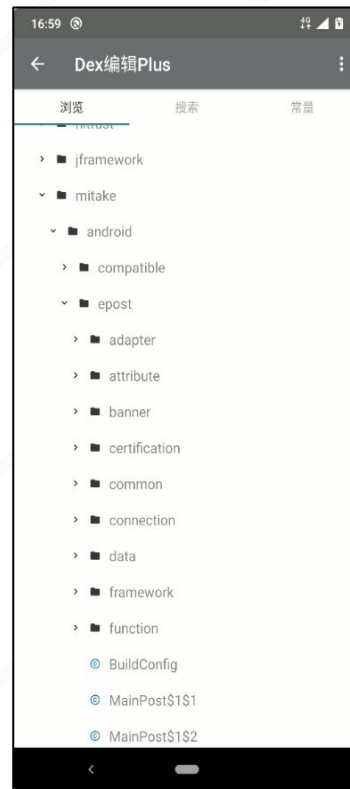 16:59
4G
Dex编辑Plus
浏览 搜索 常量
nitrust
jframework
mitake
android
compatible
epost
adapter
attribute
banner
certification
common
connection
data
framework
function
BuildConfig
MainPost$1$1
MainPost$1$2